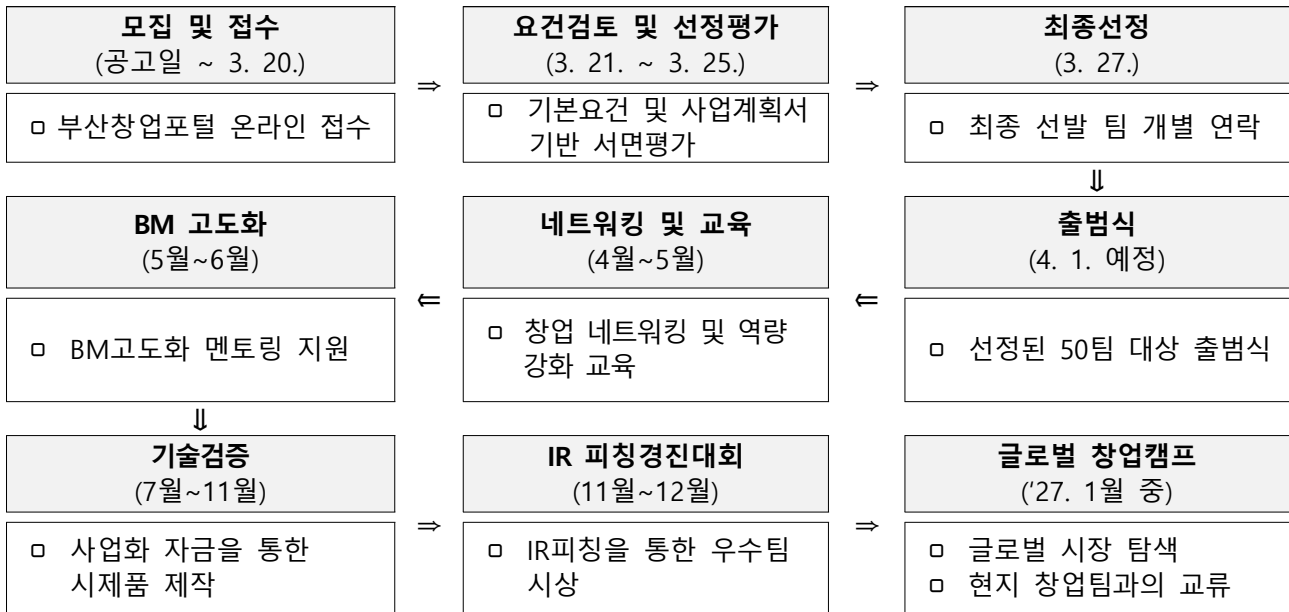 모집 및 접수
(공고일 ~ 3. 20.)
▫ 부산창업포털 온라인 접수
⇒
요건검토 및 선정평가
(3. 21. ~ 3. 25.)
▫ 기본요건 및 사업계획서
기반 서면평가
⇒
최종선정
(3. 27.)
▫ 최종 선발 팀 개별 연락
⇓
출범식
(4. 1. 예정)
▫ 선정된 50팀 대상 출범식
⇐
네트워킹 및 교육
(4월~5월)
▫ 창업 네트워킹 및 역량
강화 교육
⇐
BM 고도화
(5월~6월)
▫ BM고도화 멘토링 지원
⇓
기술검증
(7월~11월)
▫ 사업화 자금을 통한
시제품 제작
⇒
IR 피칭경진대회
(11월~12월)
▫ IR피칭을 통한 우수팀
시상
⇒
글로벌 창업캠프
('27. 1월 중)
▫ 글로벌 시장 탐색
▫ 현지 창업팀과의 교류